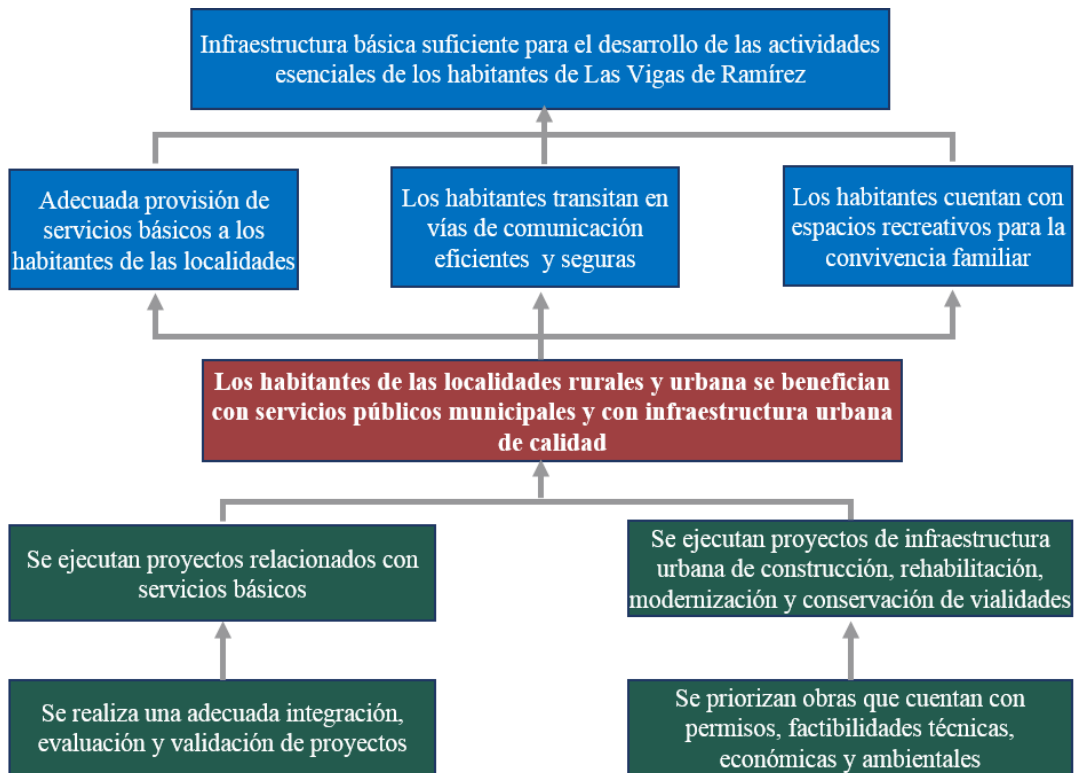 Infraestructura básica suficiente para el desarrollo de las actividades
esenciales de los habitantes de Las Vigas de Ramírez
Adecuada provisión de
servicios básicos a los
habitantes de las localidades
Los habitantes transitan en
vías de comunicación
eficientes y seguras
Los habitantes cuentan con
espacios recreativos para la
convivencia familiar
Los habitantes de las localidades rurales y urbana se benefician
con servicios públicos municipales y con infraestructura urbana
de calidad
Se ejecutan proyectos relacionados con
servicios básicos
Se ejecutan proyectos de infraestructura
urbana de construcción, rehabilitación,
modernización y conservación de vialidades
Se realiza una adecuada integración,
evaluación y validación de proyectos
Se priorizan obras que cuentan con
permisos, factibilidades técnicas,
económicas y ambientales